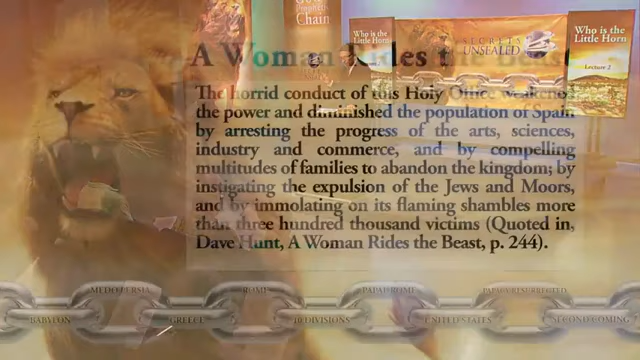 God's
Prophetic
Chain
Who is the
Little Horn
SECRETS
UNSEALED
Who is the
Little Horn
Lecture 2
A Woman Rides the Beast
The horrid conduct of this Holy Office weakened
the power and diminished the population of Spain
by arresting the progress of the arts, sciences,
industry and commerce, and by compelling
multitudes of families to abandon the kingdom; by
instigating the expulsion of the Jews and Moors,
and by immolating on its flaming shambles more
than three hundred thousand victims (Quoted in,
Dave Hunt, A Woman Rides the Beast, p. 244).
MEDO-PERSIA ROME PAPAL ROME PAPACY RESURRECTED
BABYLON GREECE 10 DIVISIONS UNITED STATES SECOND COMING